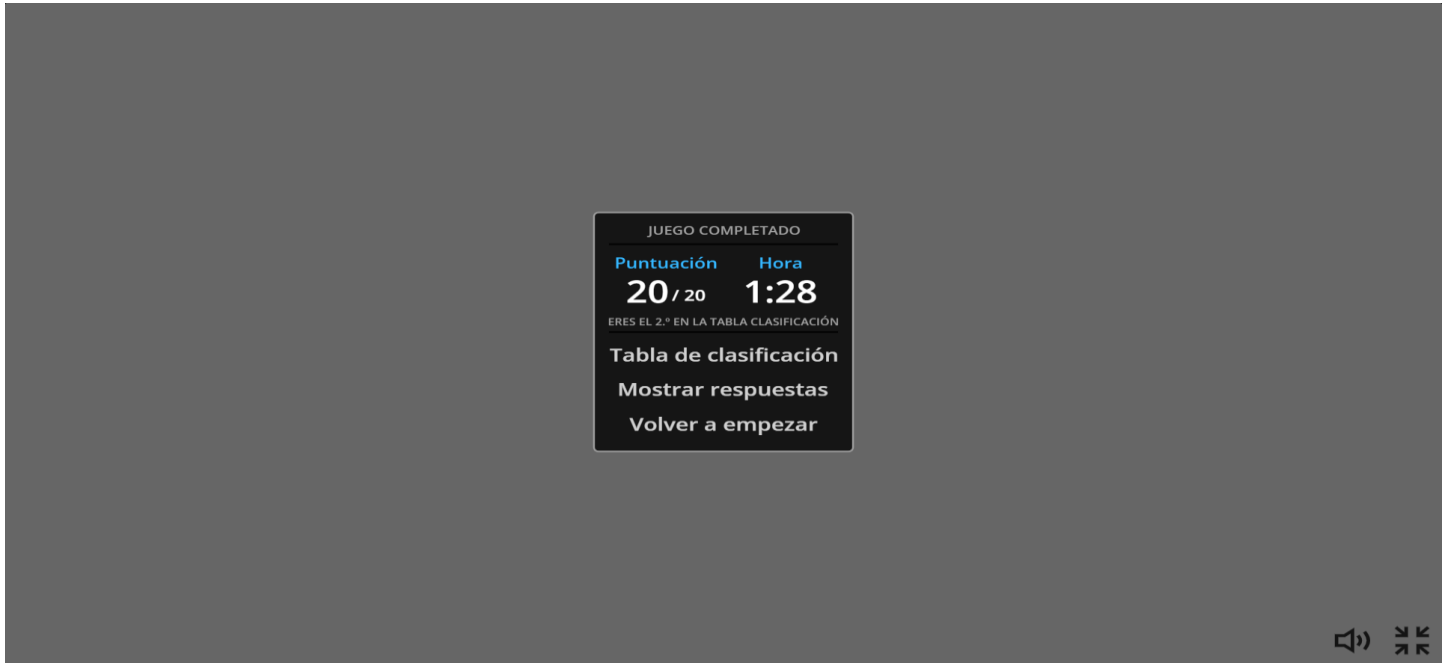 JUEGO COMPLETADO
Puntuación Hora
20 / 20 1:28
ERES EL 2.º EN LA TABLA CLASIFICACIÓN
Tabla de clasificación
Mostrar respuestas
Volver a empezar